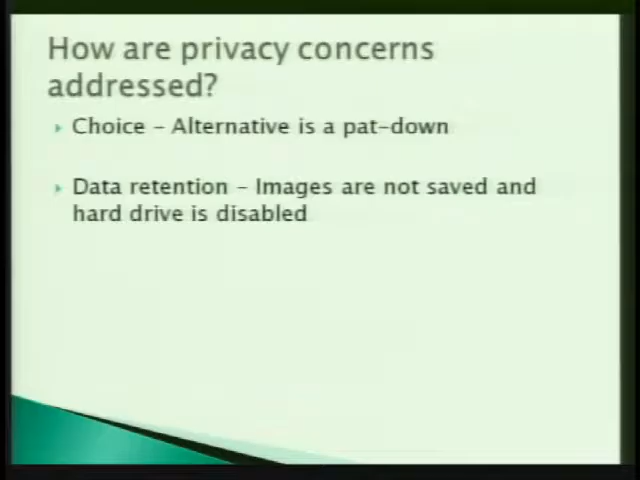 How are privacy concerns
addressed?
Choice – Alternative is a pat-down
Data retention – Images are not saved and
hard drive is disabled